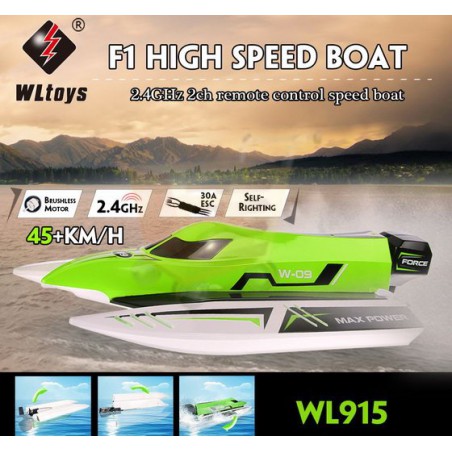 ®
WLtoys
F1 HIGH SPEED BOAT
2.4GHz 2ch remote control speed boat
BRUSHLESS
MOTOR
2.4GHz
30A
ESC
SELF-
RIGHTING
45+KM/H
FORCE
W-09
MAX POWER
WL915